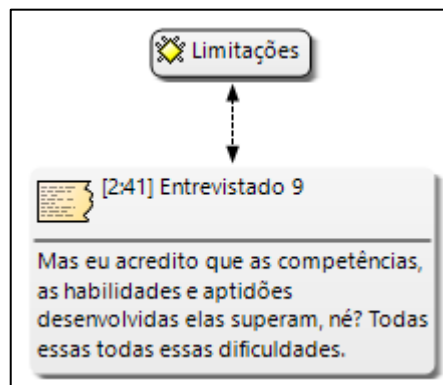 Limitações
[2:41] Entrevistado 9
Mas eu acredito que as competências,
as habilidades e aptidões
desenvolvidas elas superam, né? Todas
essas todas essas dificuldades.